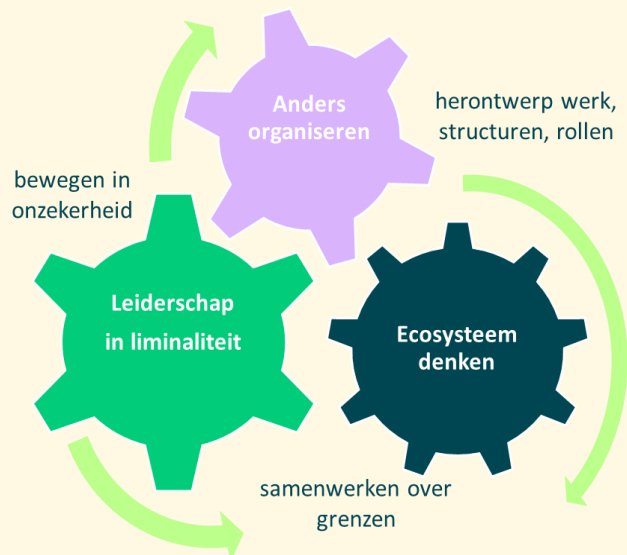 Anders
organiseren
herontwerp werk,
structuren, rollen
bewegen in
onzekerheid
Leiderschap
in liminaliteit
Ecosysteem
denken
samenwerken over
grenzen